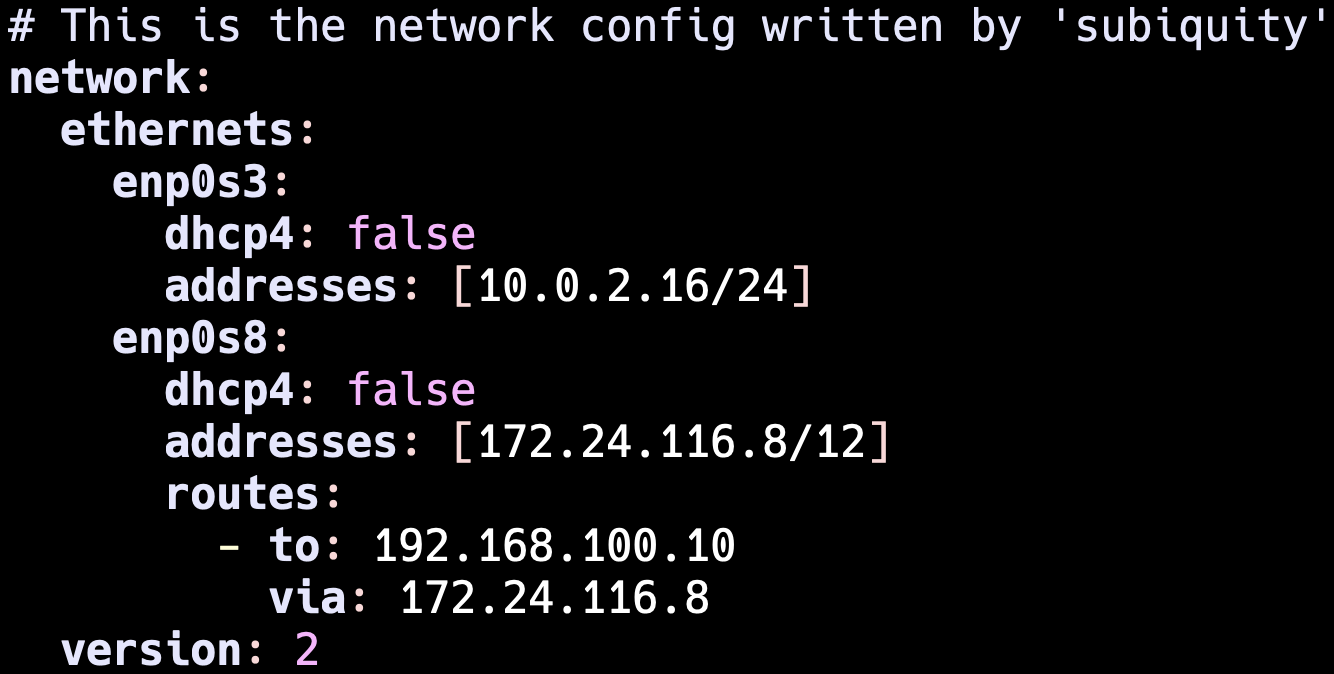 # This is the network config written by 'subiquity'
network:
  ethernets:
    enp0s3:
      dhcp4: false
      addresses: [10.0.2.16/24]
    enp0s8:
      dhcp4: false
      addresses: [172.24.116.8/12]
      routes:
        - to: 192.168.100.10
          via: 172.24.116.8
  version: 2